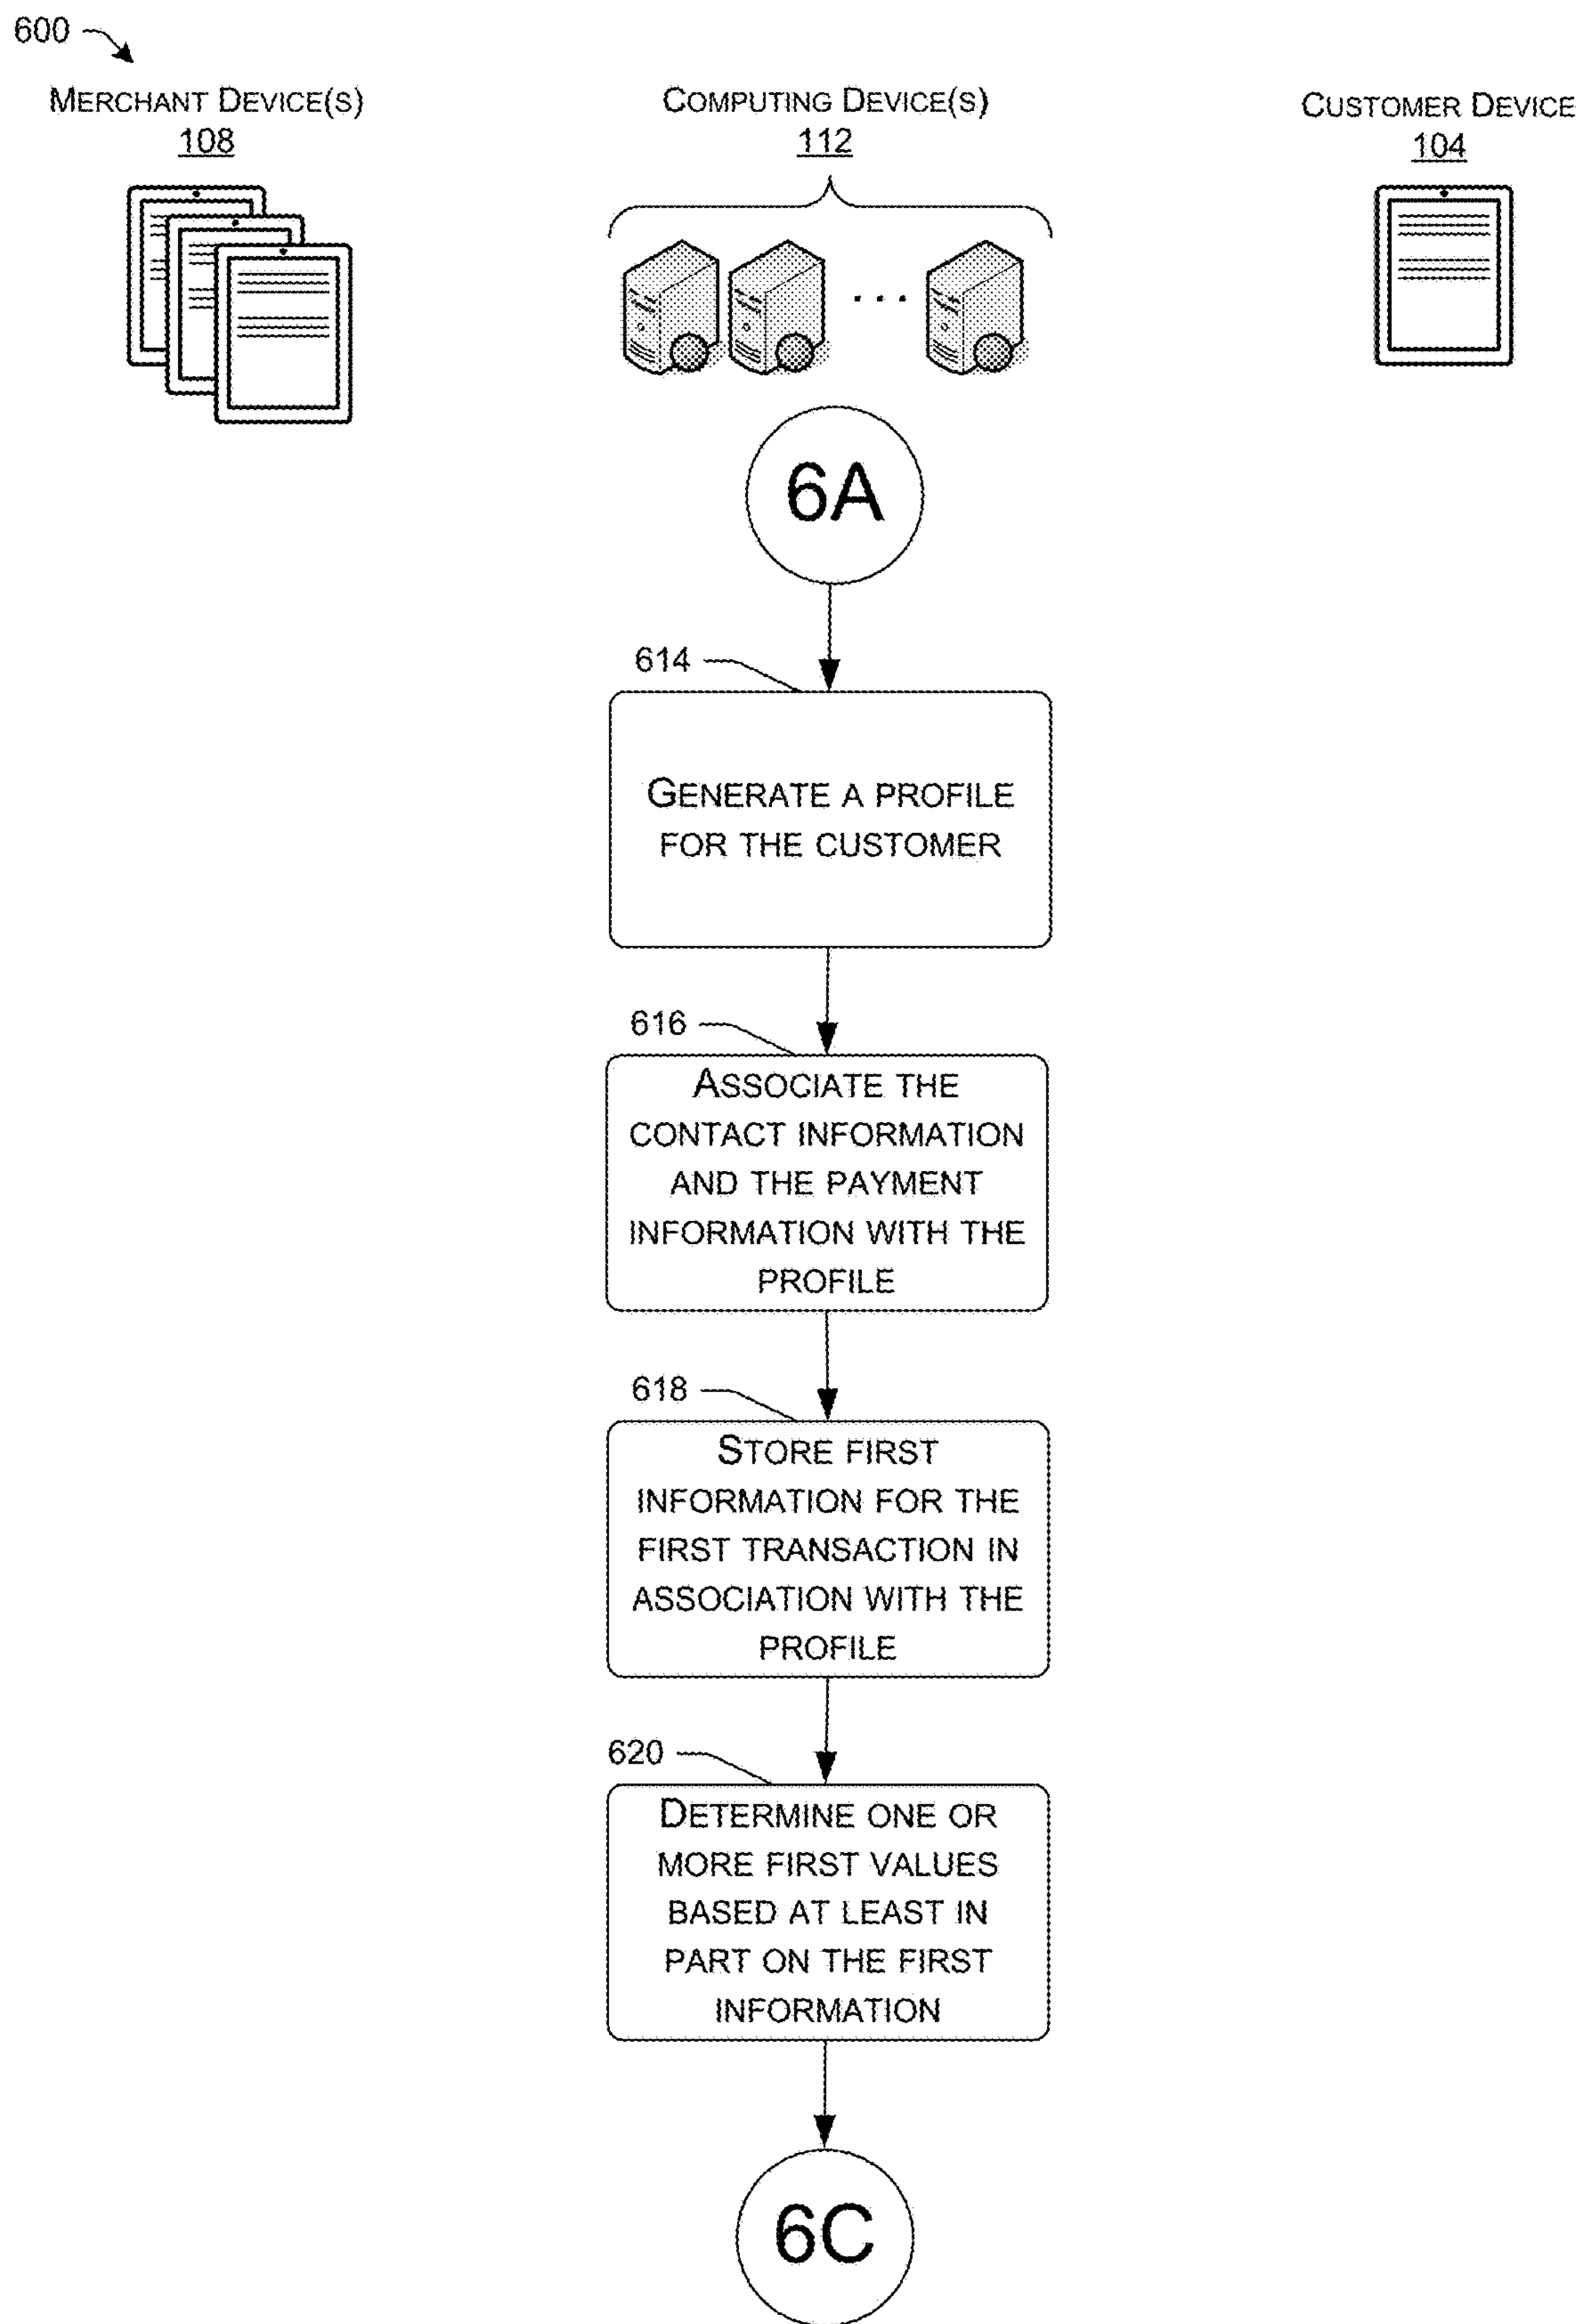 600
MERCHANT DEVICE(S)
108
COMPUTING DEVICE(S)
112
CUSTOMER DEVICE
104
6A
614
GENERATE A PROFILE
FOR THE CUSTOMER
616
ASSOCIATE THE
CONTACT INFORMATION
AND THE PAYMENT
INFORMATION WITH THE
PROFILE
618
STORE FIRST
INFORMATION FOR THE
FIRST TRANSACTION IN
ASSOCIATION WITH THE
PROFILE
620
DETERMINE ONE OR
MORE FIRST VALUES
BASED AT LEAST IN
PART ON THE FIRST
INFORMATION
6C